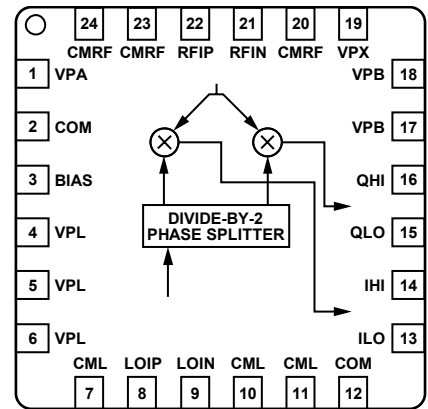 24 23 22 21 20 19
CMRF CMRF RFIP RFIN CMRF VPX
1 VPA
VPB 18
2 COM
VPB 17
3 BIAS
QHI 16
DIVIDE-BY-2
PHASE SPLITTER
4 VPL
QLO 15
5 VPL
IHI 14
6 VPL
ILO 13
CML LOIP LOIN CML CML COM
7 8 9 10 11 12